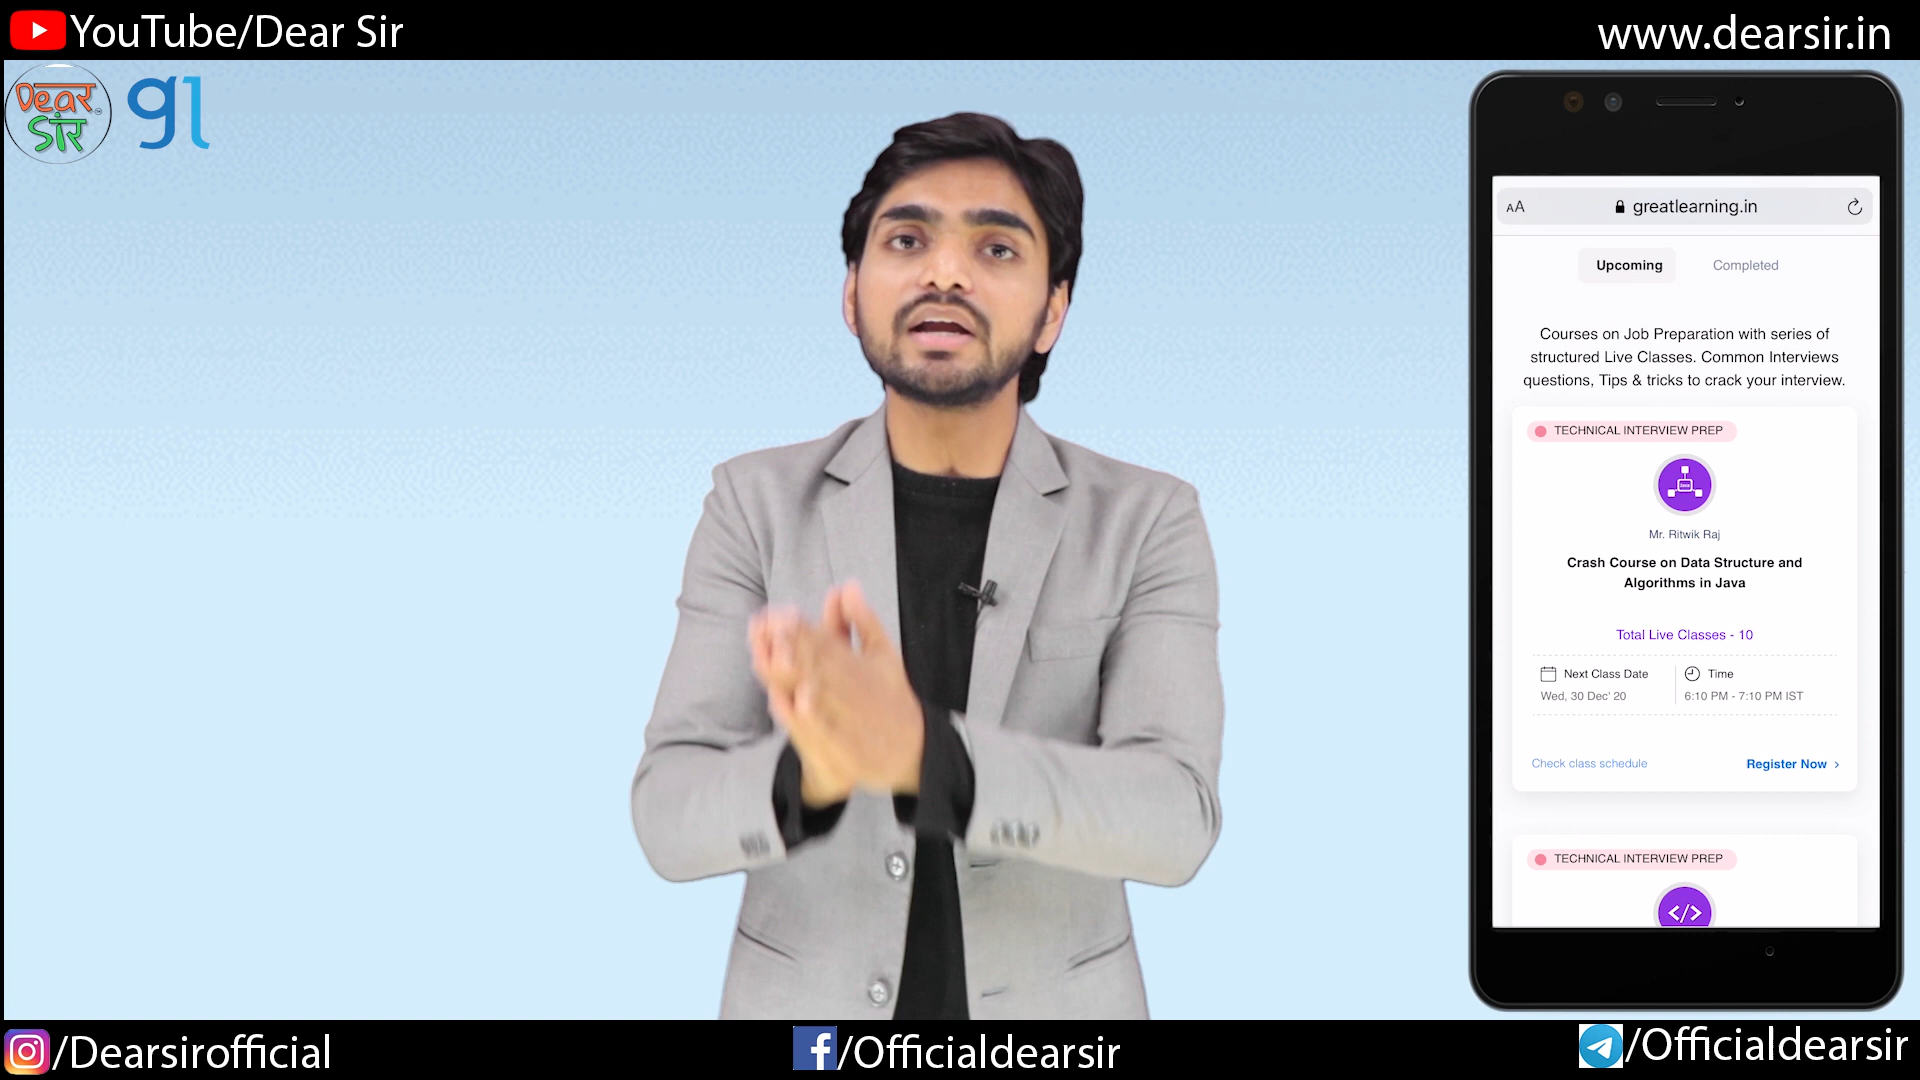 YouTube/Dear Sir
www.dearsir.in
Dear
सर
gl
AA
greatlearning.in
Upcoming
Completed
Courses on Job Preparation with series of
structured Live Classes. Common Interviews
questions, Tips & tricks to crack your interview.
TECHNICAL INTERVIEW PREP
Java
Mr. Ritwik Raj
Crash Course on Data Structure and
Algorithms in Java
Total Live Classes - 10
Next Class Date
Time
Wed, 30 Dec' 20
6:10 PM - 7:10 PM IST
Check class schedule
Register Now >
TECHNICAL INTERVIEW PREP
</>
/Dearsirofficial
/Officialdearsir
/Officialdearsir